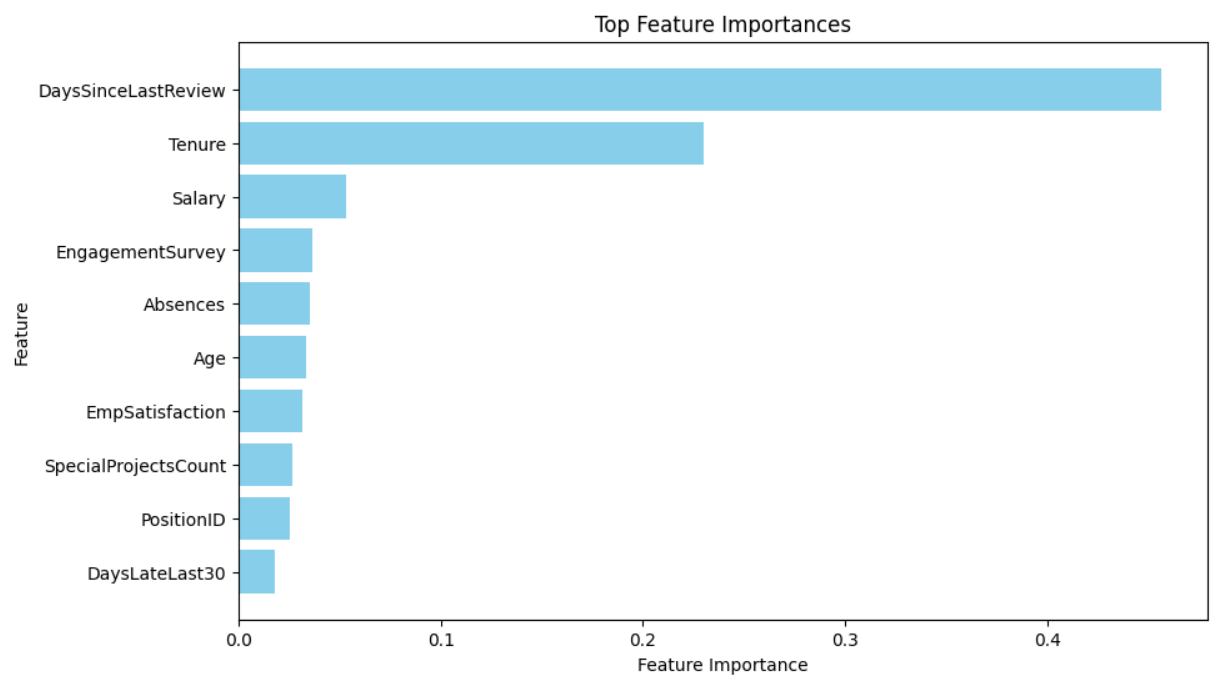 Top Feature Importances
Feature
DaysSinceLastReview
Tenure
Salary
EngagementSurvey
Absences
Age
EmpSatisfaction
SpecialProjectsCount
PositionID
DaysLateLast30
0.0 0.1 0.2 0.3 0.4
Feature Importance